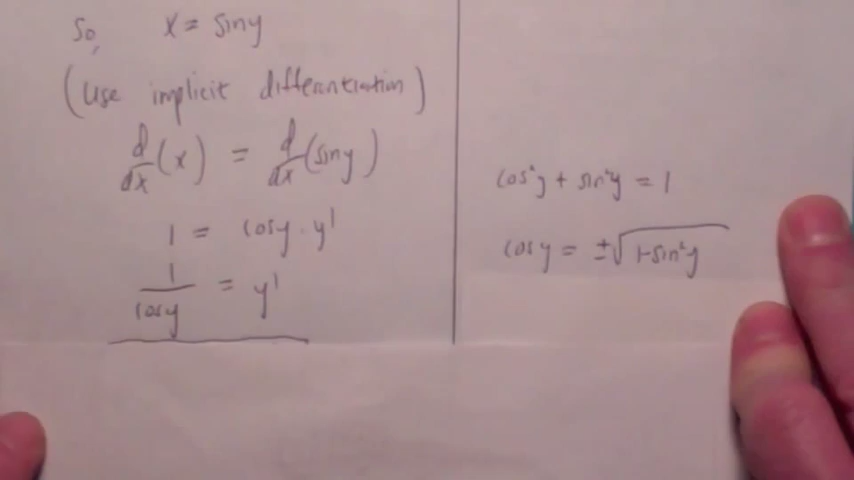 So, x = sin y
(Use implicit differentiation)
d/dx (x) = d/dx (sin y)
1 = cos y · y'
1/cos y = y'
cos²y + sin²y = 1
cos y = ±√(1-sin²y)